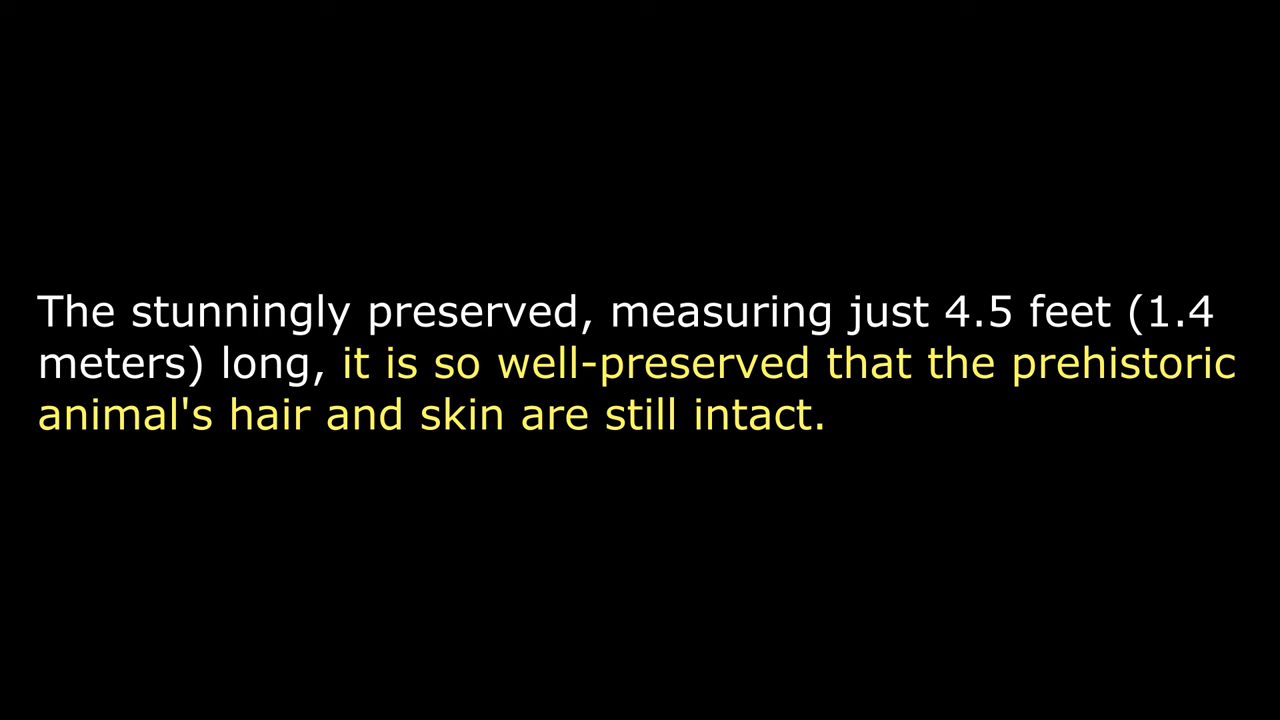 The stunningly preserved, measuring just 4.5 feet (1.4
meters) long, it is so well-preserved that the prehistoric
animal's hair and skin are still intact.